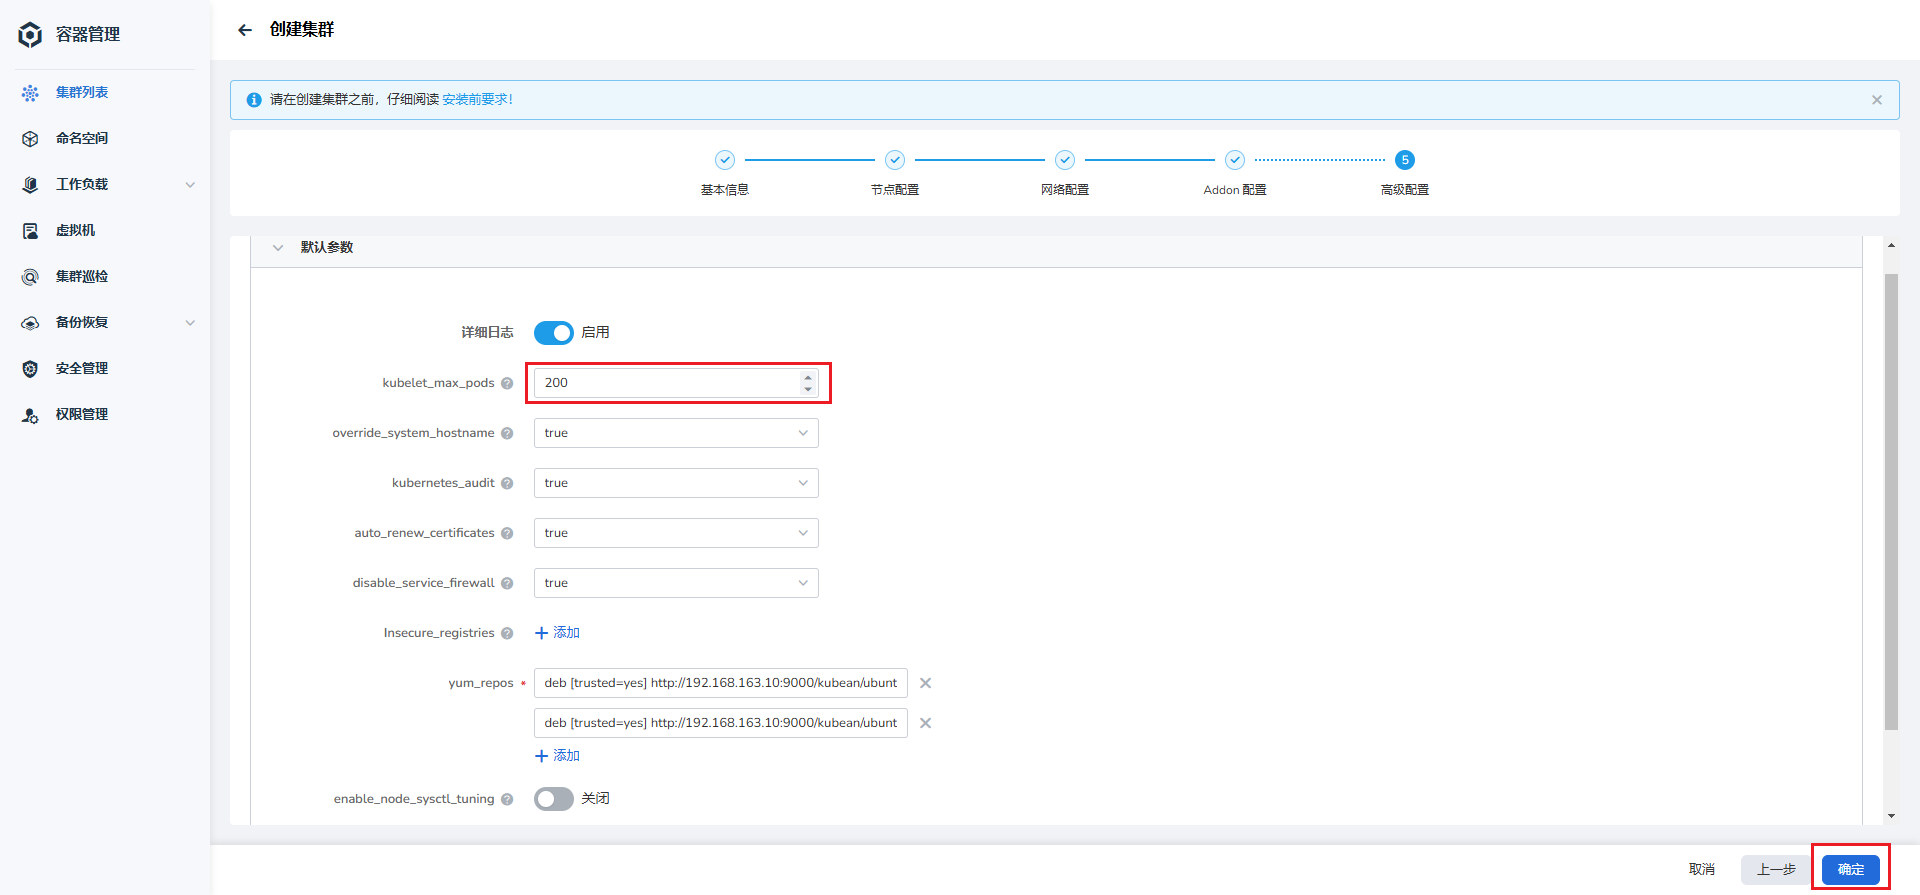 容器管理
集群列表
命名空间
工作负载
虚拟机
集群巡检
备份恢复
安全管理
权限管理
创建集群
请在创建集群之前，仔细阅读 安装前要求！
基本信息
节点配置
网络配置
Addon 配置
5
高级配置
默认参数
详细日志 启用
kubelet_max_pods 200
override_system_hostname true
kubernetes_audit true
auto_renew_certificates true
disable_service_firewall true
Insecure_registries 添加
yum_repos * deb [trusted=yes] http://192.168.163.10:9000/kubean/ubunt
deb [trusted=yes] http://192.168.163.10:9000/kubean/ubunt
添加
enable_node_sysctl_tuning 关闭
取消 上一步 确定